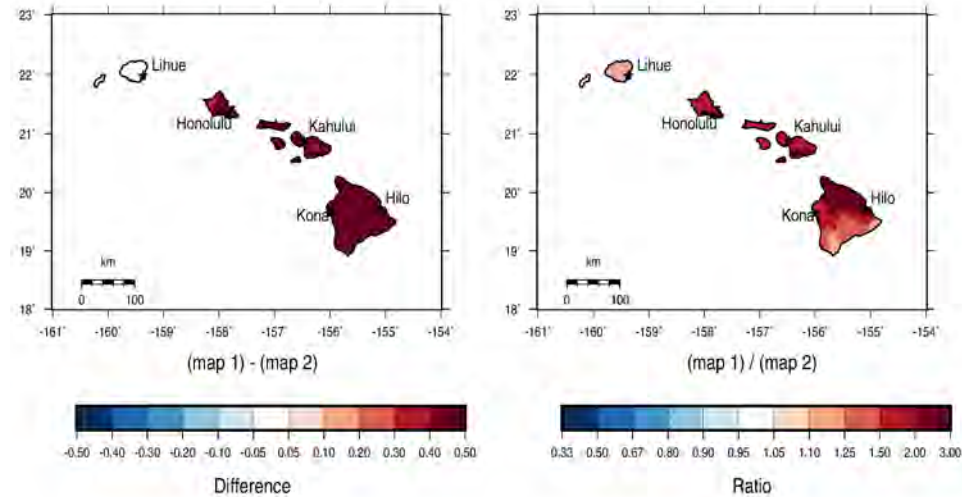 23˚
22˚
21˚
20˚
19˚
18˚
-161˚ -160˚ -159˚ -158˚ -157˚ -156˚ -155˚ -154˚
Lihue
Honolulu
Kahului
Hilo
Kona
km
0 100
(map 1) - (map 2)
-0.50 -0.40 -0.30 -0.20 -0.10 -0.05 0.05 0.10 0.20 0.30 0.40 0.50
Difference
23˚
22˚
21˚
20˚
19˚
18˚
-161˚ -160˚ -159˚ -158˚ -157˚ -156˚ -155˚ -154˚
Lihue
Honolulu
Kahului
Hilo
Kona
km
0 100
(map 1) / (map 2)
0.33 0.50 0.67 0.80 0.90 0.95 1.05 1.10 1.25 1.50 2.00 3.00
Ratio